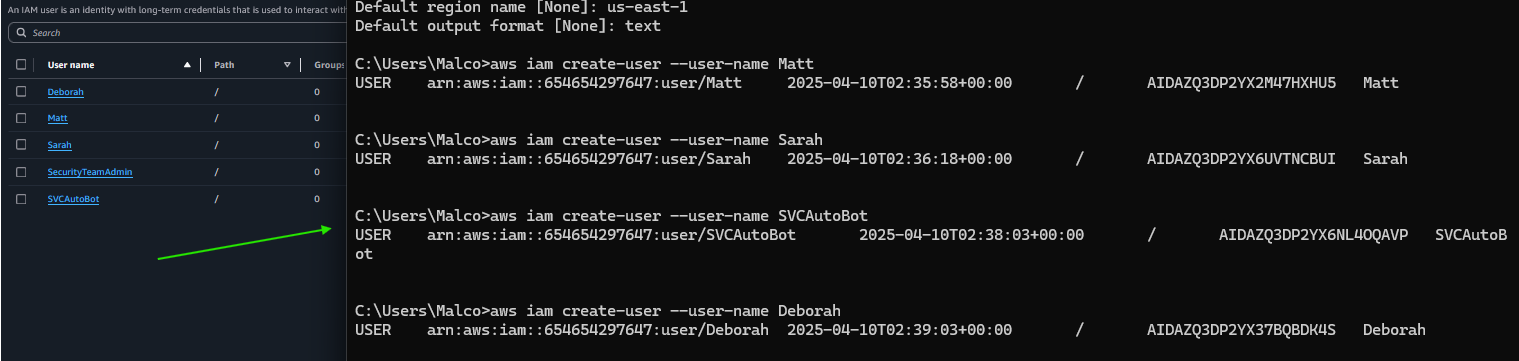 An IAM user is an identity with long-term credentials that is used to interact with
Search
User name Path Groups
Deborah / 0
Matt / 0
Sarah / 0
SecurityTeamAdmin / 0
SVCAutoBot / 0
Default region name [None]: us-east-1
Default output format [None]: text
C:\Users\Malco>aws iam create-user --user-name Matt
USER arn:aws:iam::654654297647:user/Matt 2025-04-10T02:35:58+00:00 / AIDAZQ3DP2YX2M47HXHU5 Matt
C:\Users\Malco>aws iam create-user --user-name Sarah
USER arn:aws:iam::654654297647:user/Sarah 2025-04-10T02:36:18+00:00 / AIDAZQ3DP2YX6UVTNCBUI Sarah
C:\Users\Malco>aws iam create-user --user-name SVCAutoBot
USER arn:aws:iam::654654297647:user/SVCAutoBot 2025-04-10T02:38:03+00:00 / AIDAZQ3DP2YX6NL4OQAVP SVCAutoB
ot
C:\Users\Malco>aws iam create-user --user-name Deborah
USER arn:aws:iam::654654297647:user/Deborah 2025-04-10T02:39:03+00:00 / AIDAZQ3DP2YX37BQBDK4S Deborah